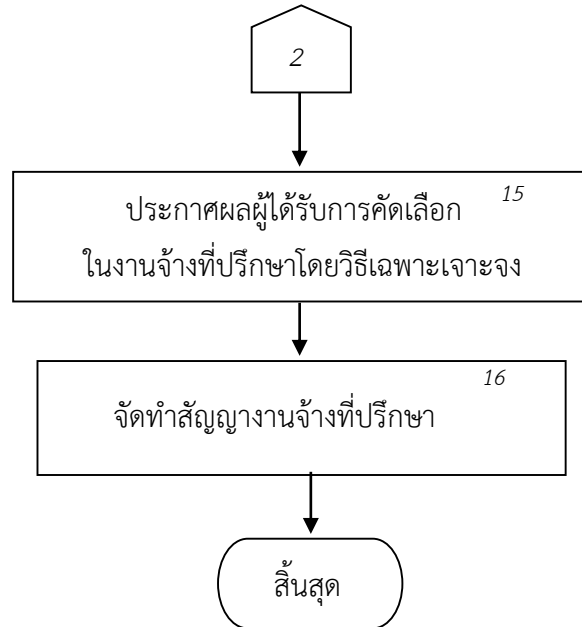 2
ประกาศผลผู้ได้รับการคัดเลือก 15
ในงานจ้างที่ปรึกษาโดยวิธีเฉพาะเจาะจง
16
จัดทำสัญญางานจ้างที่ปรึกษา
สิ้นสุด